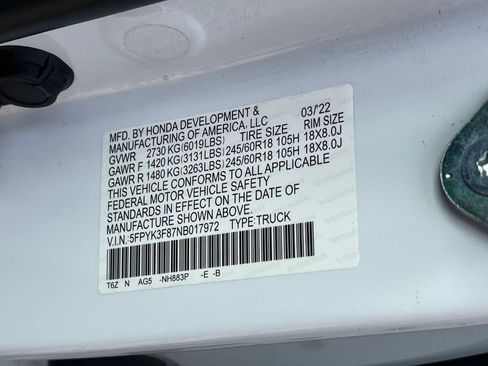 MFD. BY HONDA DEVELOPMENT & 03/'22
MANUFACTURING OF AMERICA, LLC
GVWR 2730 KG (6019LBS) TIRE SIZE RIM SIZE
GAWR F 1420 KG (3131LBS) 245/60R18 105H 18X8.0J
GAWR R 1480 KG (3263LBS) 245/60R18 105H 18X8.0J
THIS VEHICLE CONFORMS TO ALL APPLICABLE
FEDERAL MOTOR VEHICLE SAFETY
STANDARDS IN EFFECT ON THE DATE OF
MANUFACTURE SHOWN ABOVE.
V.I.N.:5FPYK3F87NB017972 TYPE:TRUCK
T6Z N AG5 -NH883P -E -B